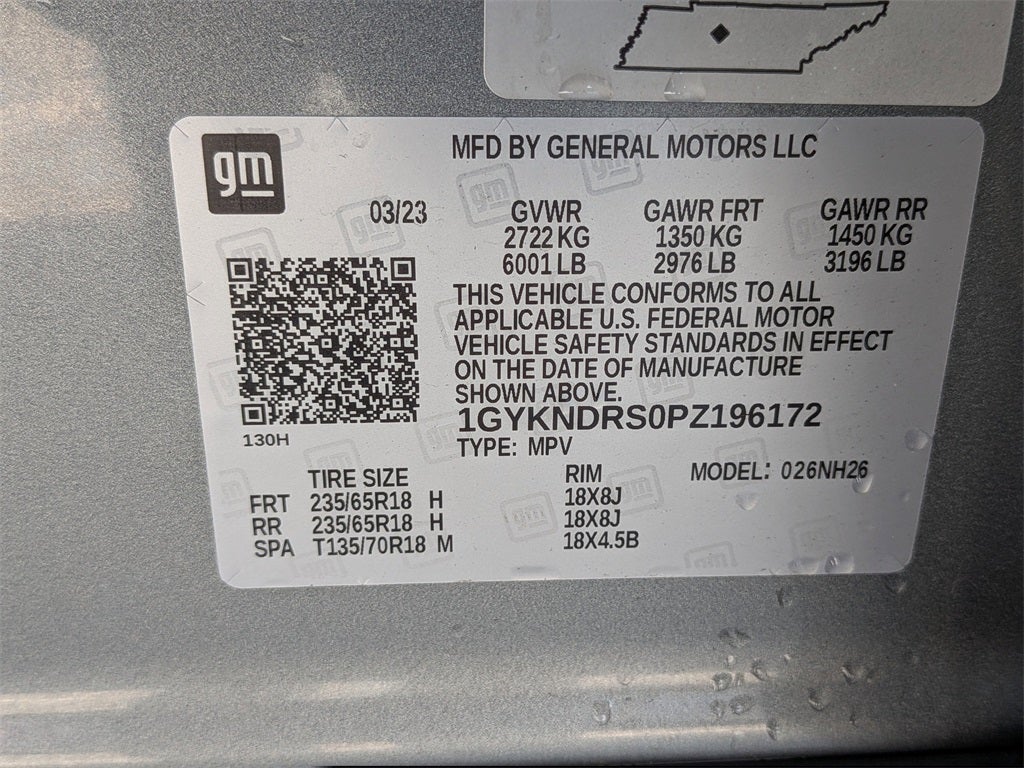 gm
MFD BY GENERAL MOTORS LLC
03/23 GVWR GAWR FRT GAWR RR
2722 KG 1350 KG 1450 KG
6001 LB 2976 LB 3196 LB
THIS VEHICLE CONFORMS TO ALL
APPLICABLE U.S. FEDERAL MOTOR
VEHICLE SAFETY STANDARDS IN EFFECT
ON THE DATE OF MANUFACTURE
SHOWN ABOVE.
1GYKNDRS0PZ196172
130H
TYPE: MPV
TIRE SIZE RIM MODEL: 026NH26
FRT 235/65R18 H 18X8J
RR 235/65R18 H 18X8J
SPA T135/70R18 M 18X4.5B